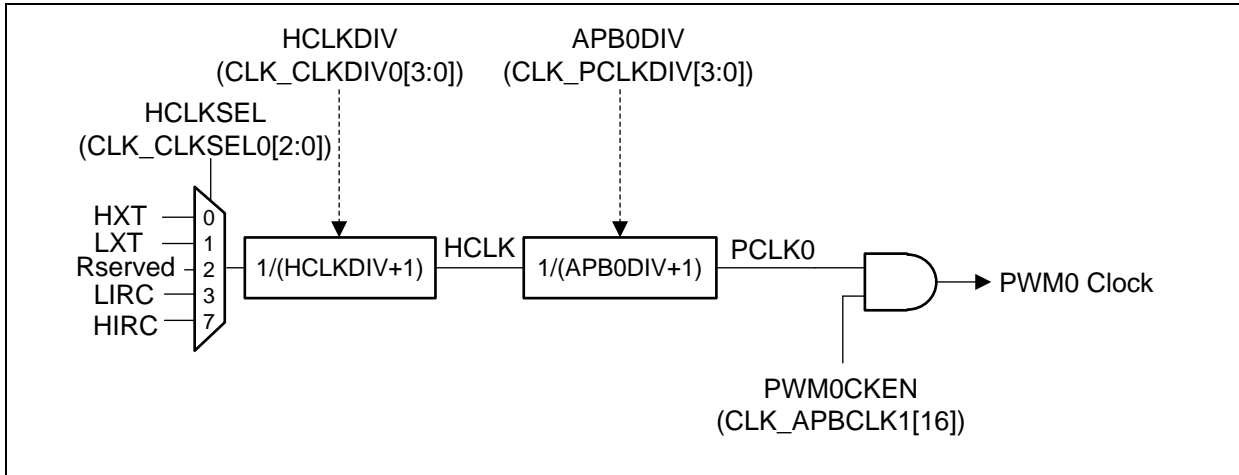 HCLKDIV
(CLK_CLKDIV0[3:0])
APB0DIV
(CLK_PCLKDIV[3:0])
HCLKSEL
(CLK_CLKSEL0[2:0])
HXT 0
LXT 1
Rserved 2
LIRC 3
HIRC 7
1/(HCLKDIV+1)
HCLK
1/(APB0DIV+1)
PCLK0
PWM0 Clock
PWM0CKEN
(CLK_APBCLK1[16])